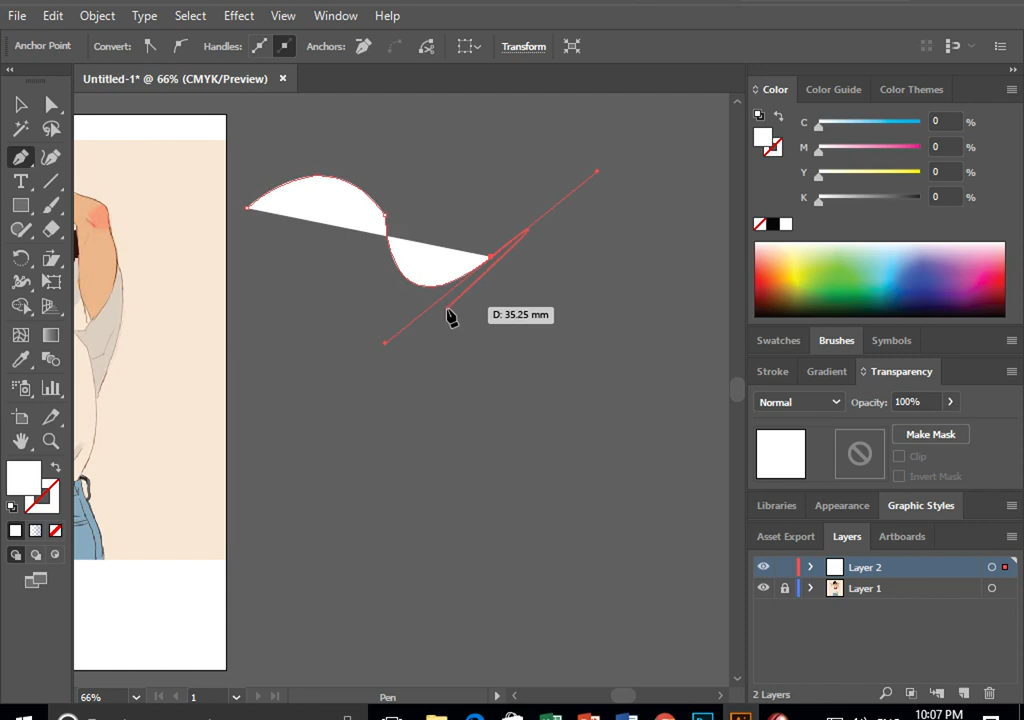 File Edit Object Type Select Effect View Window Help
Anchor Point Convert: Handles: Anchors: Transform
Untitled-1* @ 66% (CMYK/Preview) ×
Color Color Guide Color Themes
C 0 %
M 0 %
Y 0 %
K 0 %
D: 35.25 mm
Swatches Brushes Symbols
Stroke Gradient Transparency
Normal Opacity: 100%
Make Mask
Clip
Invert Mask
Libraries Appearance Graphic Styles
Asset Export Layers Artboards
Layer 2
Layer 1
66% 1 Pen 2 Layers
10:07 PM